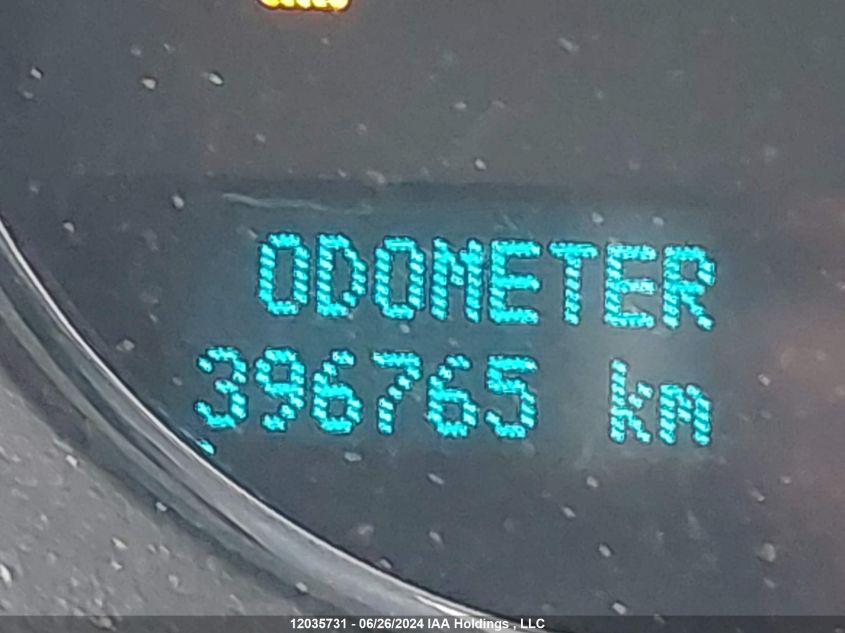 ODOMETER
396765 km
12035731 - 06/26/2024 IAA Holdings , LLC